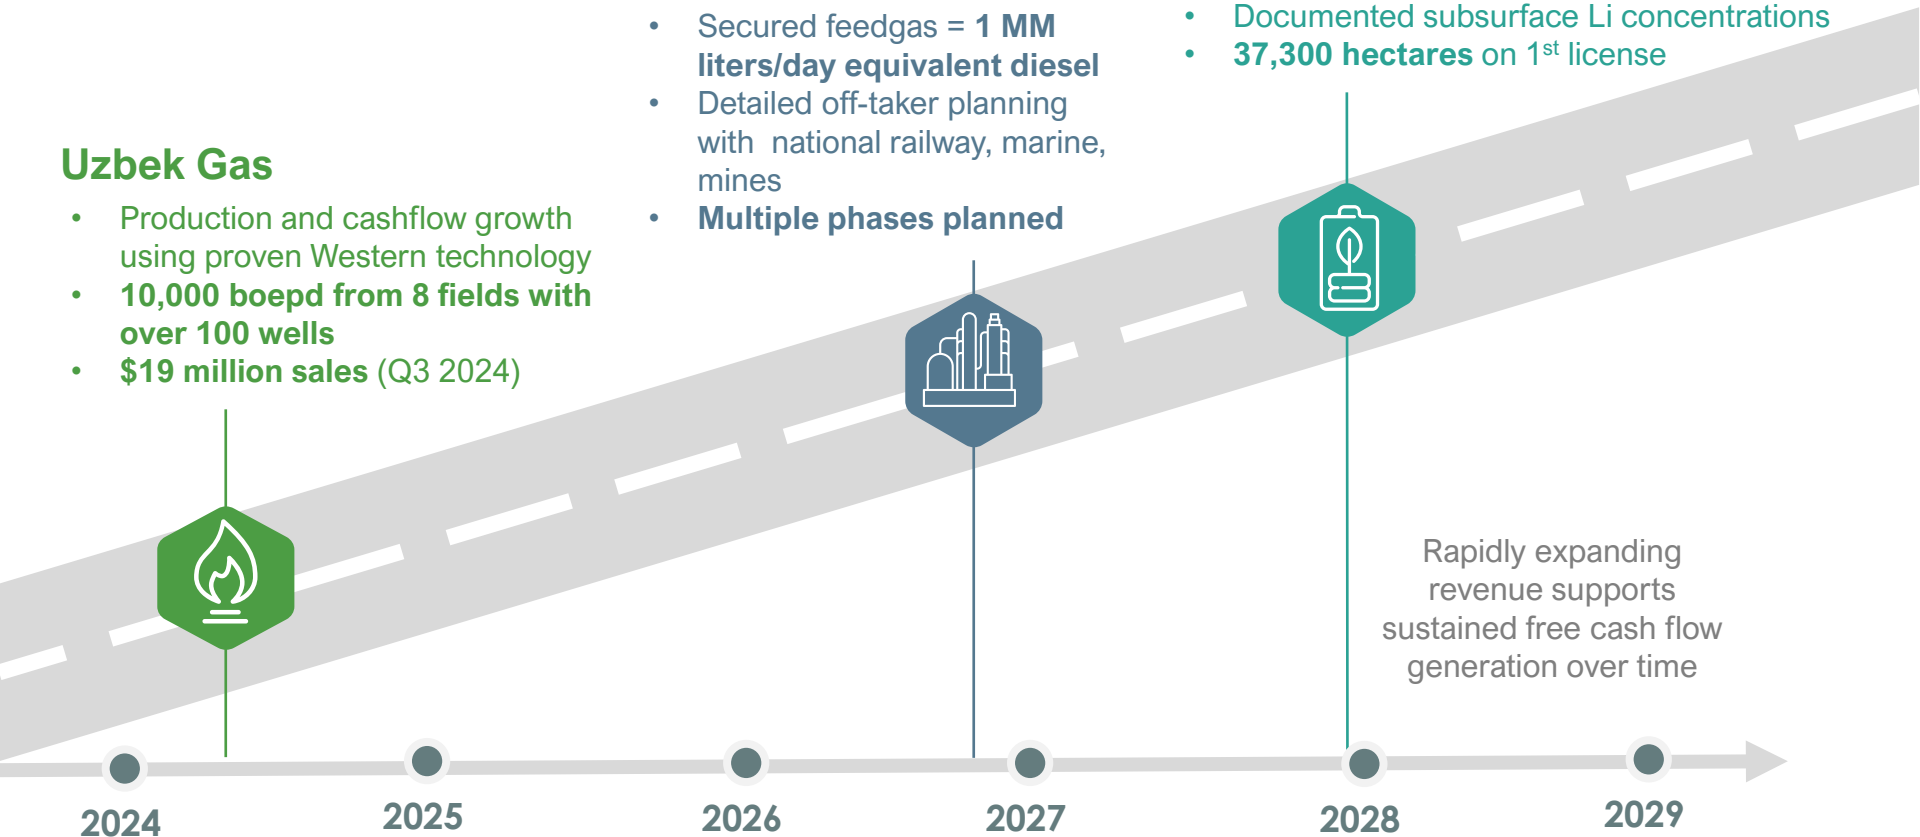 Uzbek Gas
• Production and cashflow growth
using proven Western technology
• 10,000 boepd from 8 fields with
over 100 wells
• $19 million sales (Q3 2024)
• Secured feedgas = 1 MM
liters/day equivalent diesel
• Detailed off-taker planning
with  national railway, marine,
mines
• Multiple phases planned
• Documented subsurface Li concentrations
• 37,300 hectares on 1st license
Rapidly expanding
revenue supports
sustained free cash flow
generation over time
2024
2025
2026
2027
2028
2029